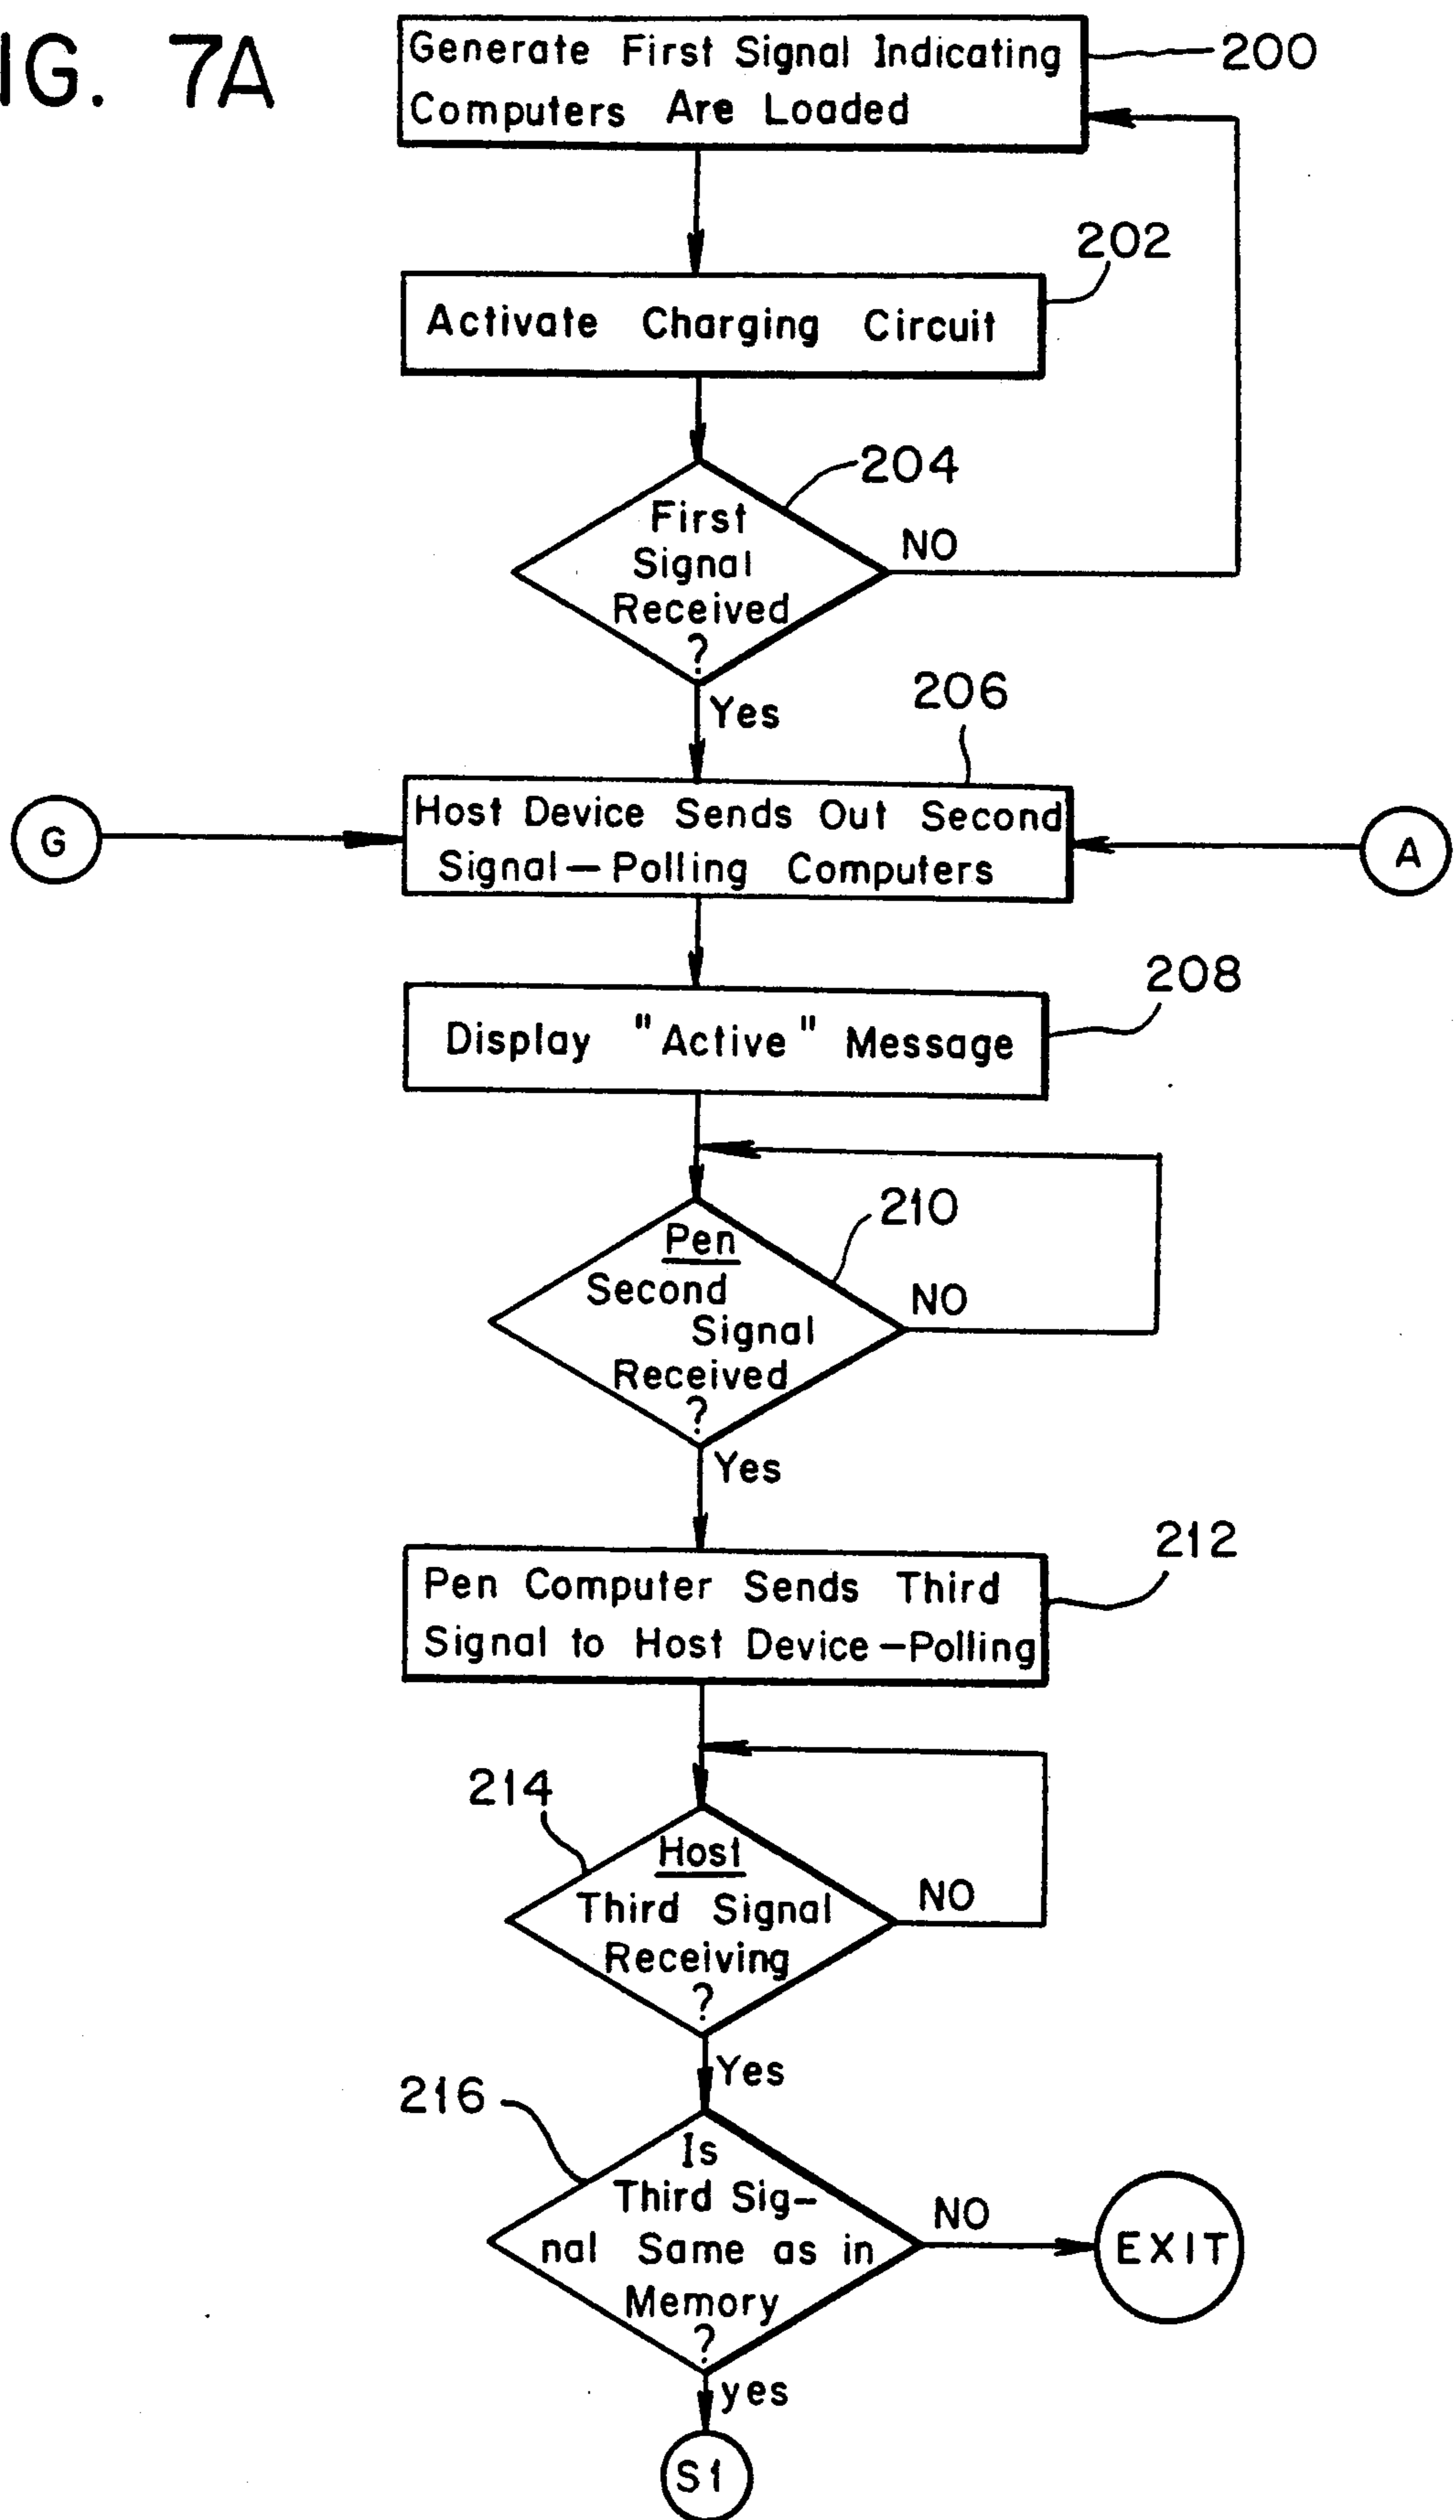 IG. 7A
Generate First Signal Indicating
Computers Are Loaded
200
202
Activate Charging Circuit
204
First
Signal
Received
?
NO
Yes
206
G
Host Device Sends Out Second
Signal—Polling Computers
A
208
Display "Active" Message
210
Pen
Second
Signal
Received
?
NO
Yes
212
Pen Computer Sends Third
Signal to Host Device—Polling
214
Host
Third Signal
Receiving
?
NO
Yes
216
Is
Third Sig-
nal Same as in
Memory
?
NO
EXIT
yes
S1